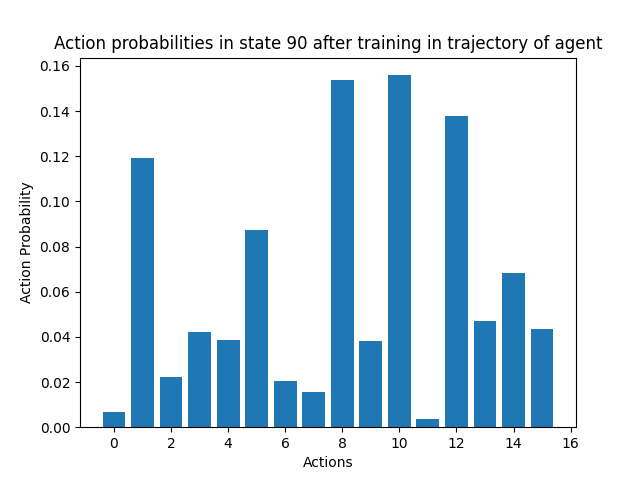 Action probabilities in state 90 after training in trajectory of agent
0.16
0.14
0.12
0.10
0.08
0.06
0.04
0.02
0.00
Action Probability
0 2 4 6 8 10 12 14 16
Actions